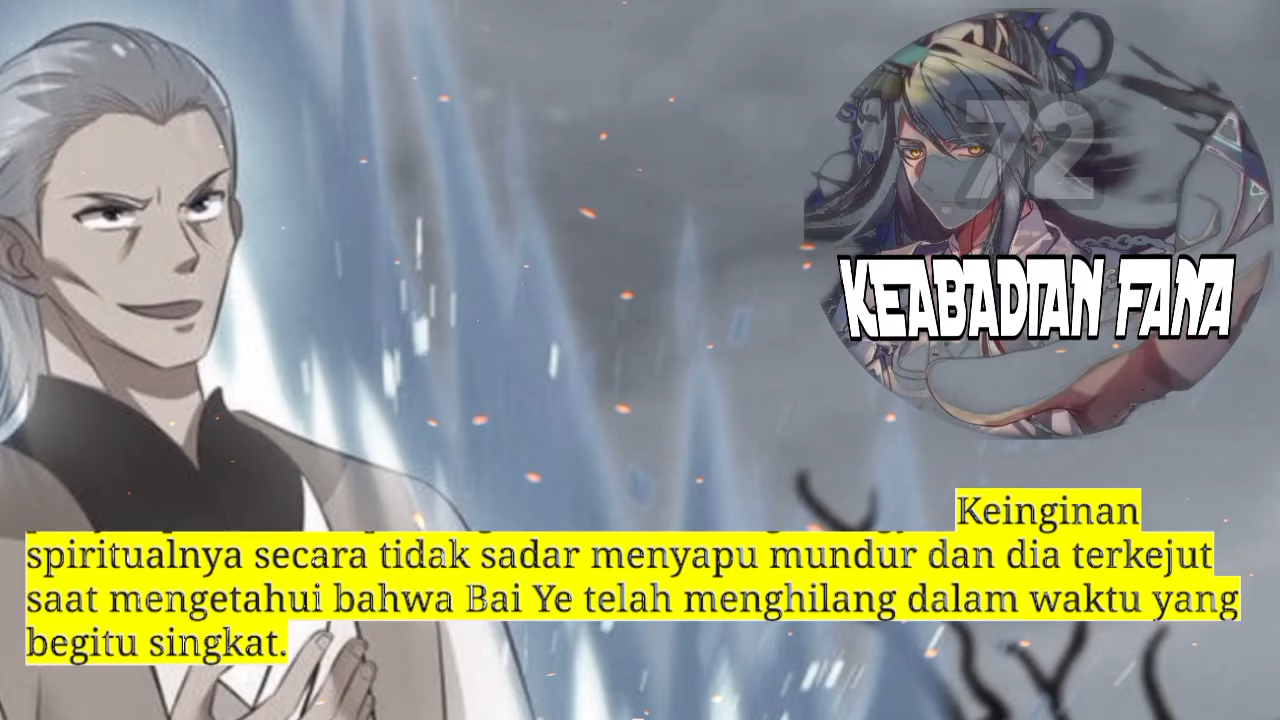 72
KEABADIAN FANA
Keinginan
spiritualnya secara tidak sadar menyapu mundur dan dia terkejut
saat mengetahui bahwa Bai Ye telah menghilang dalam waktu yang
begitu singkat.